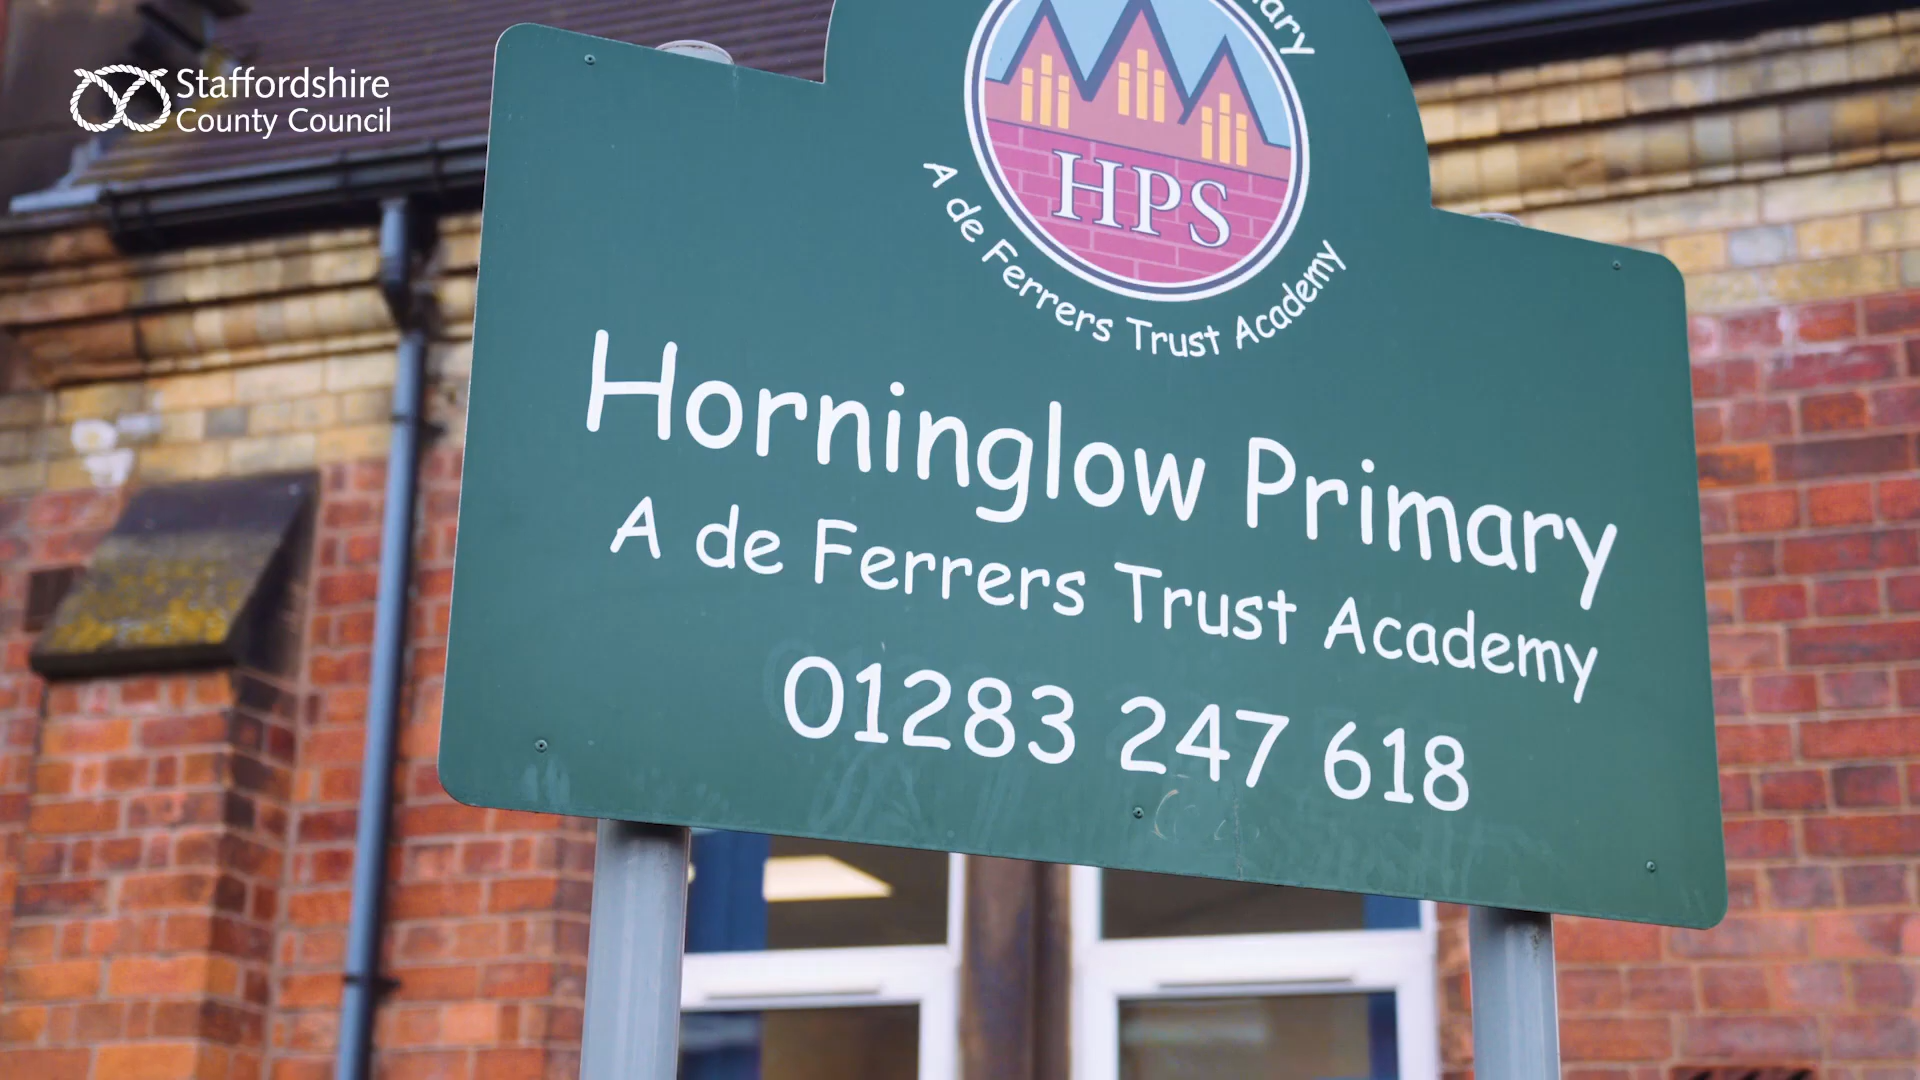 Staffordshire
County Council
HPS
A de Ferrers Trust Academy
Horninglow Primary
A de Ferrers Trust Academy
01283 247 618